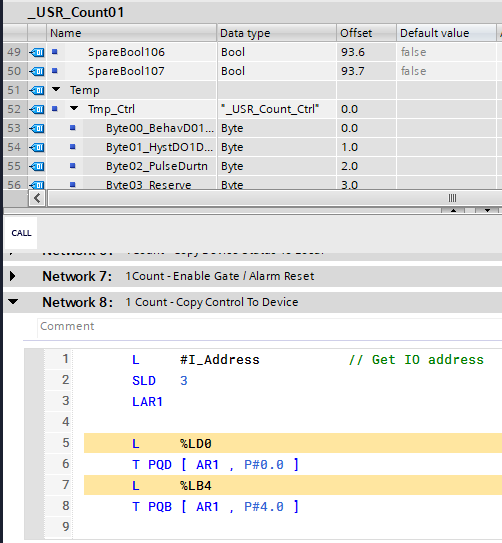 _USR_Count01
Name Data type Offset Default value
49 SpareBool106 Bool 93.6 false
50 SpareBool107 Bool 93.7 false
51 Temp
52 Tmp_Ctrl "_USR_Count_Ctrl" 0.0
53 Byte00_BehavD01... Byte 0.0
54 Byte01_HystDO1D... Byte 1.0
55 Byte02_PulseDurtn Byte 2.0
56 Byte03_Reserve Byte 3.0
CALL
Network 7: 1Count - Enable Gate / Alarm Reset
Network 8: 1 Count - Copy Control To Device
Comment
1 L #I_Address // Get IO address
2 SLD 3
3 LAR1
4
5 L %LD0
6 T PQD [ AR1 , P#0.0 ]
7 L %LB4
8 T PQB [ AR1 , P#4.0 ]
9